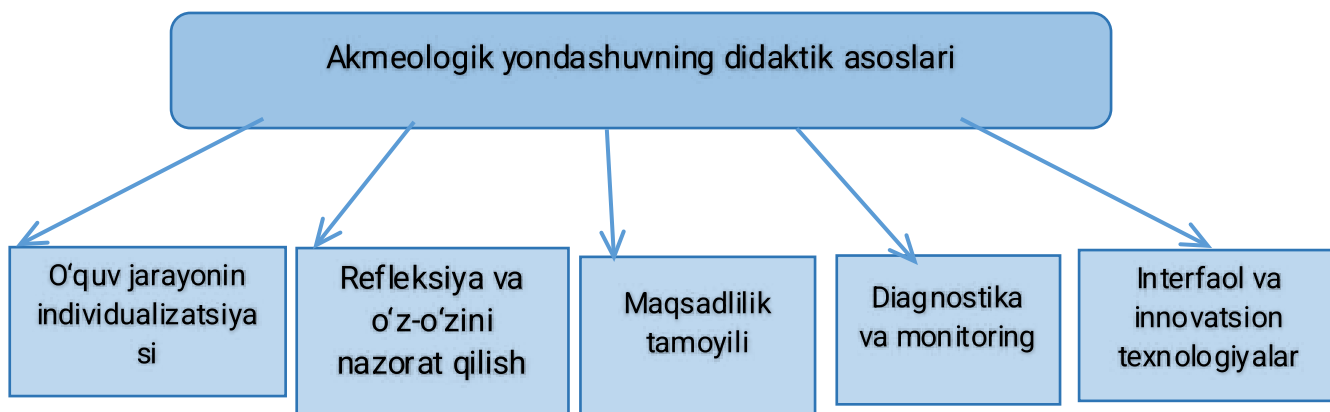 Akmeologik yondashuvning didaktik asoslari
O‘quv jarayonin
individualizatsiya
si
Refleksiya va
o‘z-o‘zini
nazorat qilish
Maqsadlilik
tamoyili
Diagnostika
va monitoring
Interfaol va
innovatsion
texnologiyalar